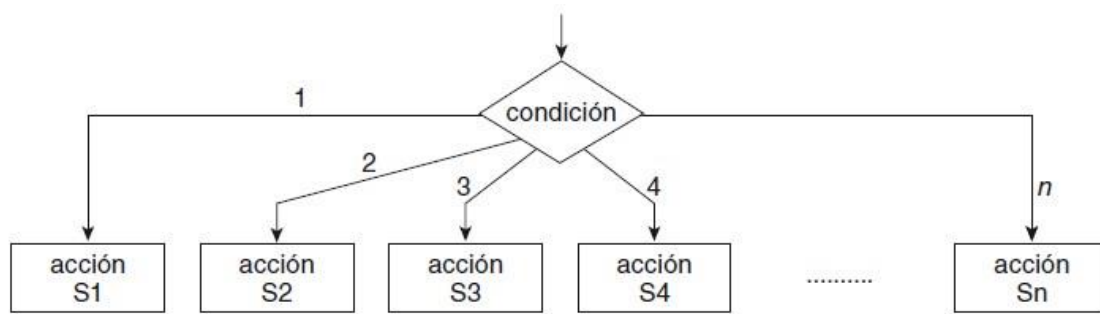 condición
1
2
3
4
n
acción
S1
acción
S2
acción
S3
acción
S4
..........
acción
Sn